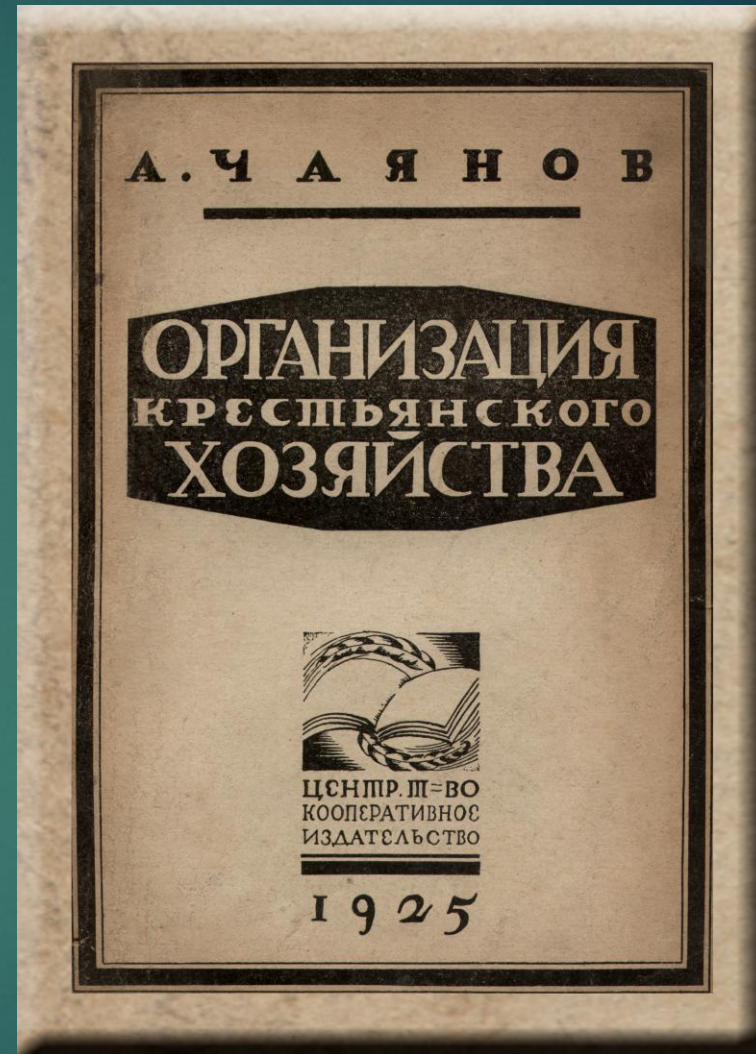 А. ЧАЯНОВ
ОРГАНИЗАЦИЯ
КРЕСТЬЯНСКОГО
ХОЗЯЙСТВА
ЦЕНТР. Т=ВО
КООПЕРАТИВНОЕ
ИЗДАТЕЛЬСТВО
1925